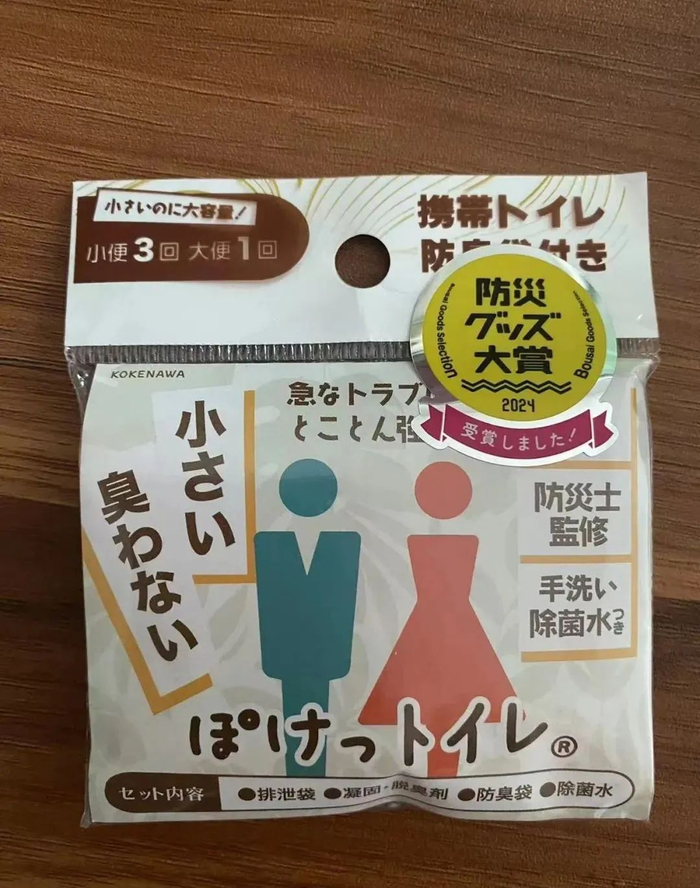 小さいのに大容量!
小便3回 大便1回
携帯トイレ
防臭袋付き
防災
グッズ
大賞
Bousai Goods Selection
Bousai Goods Selection
2024
受賞しました!
KOKENAWA
急なトラブ
とことん強
小さい
臭わない
防災士
監修
手洗い
除菌水つき
ぽけっトイレ®
セット内容 ●排泄袋 ●凝固・脱臭剤 ●防臭袋 ●除菌水